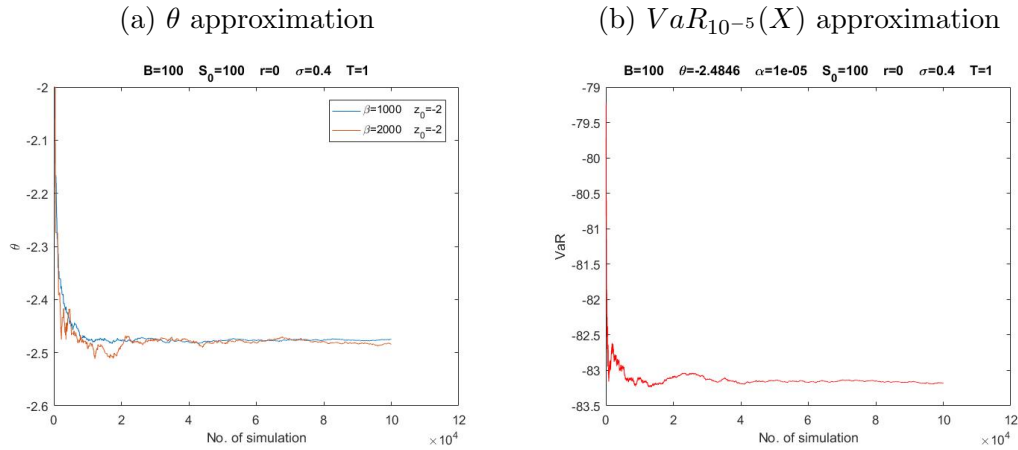 (a) θ approximation
B=100 S₀=100 r=0 σ=0.4 T=1
β=1000 z₀=-2
β=2000 z₀=-2
-2
-2.1
-2.2
-2.3
-2.4
-2.5
-2.6
θ
0 2 4 6 8 10 12
×10⁴
No. of simulation
(b) VaR₁₀₋₅(X) approximation
B=100 θ=-2.4846 α=1e-05 S₀=100 r=0 σ=0.4 T=1
-79
-79.5
-80
-80.5
-81
-81.5
-82
-82.5
-83
-83.5
VaR
0 2 4 6 8 10 12
×10⁴
No. of simulation